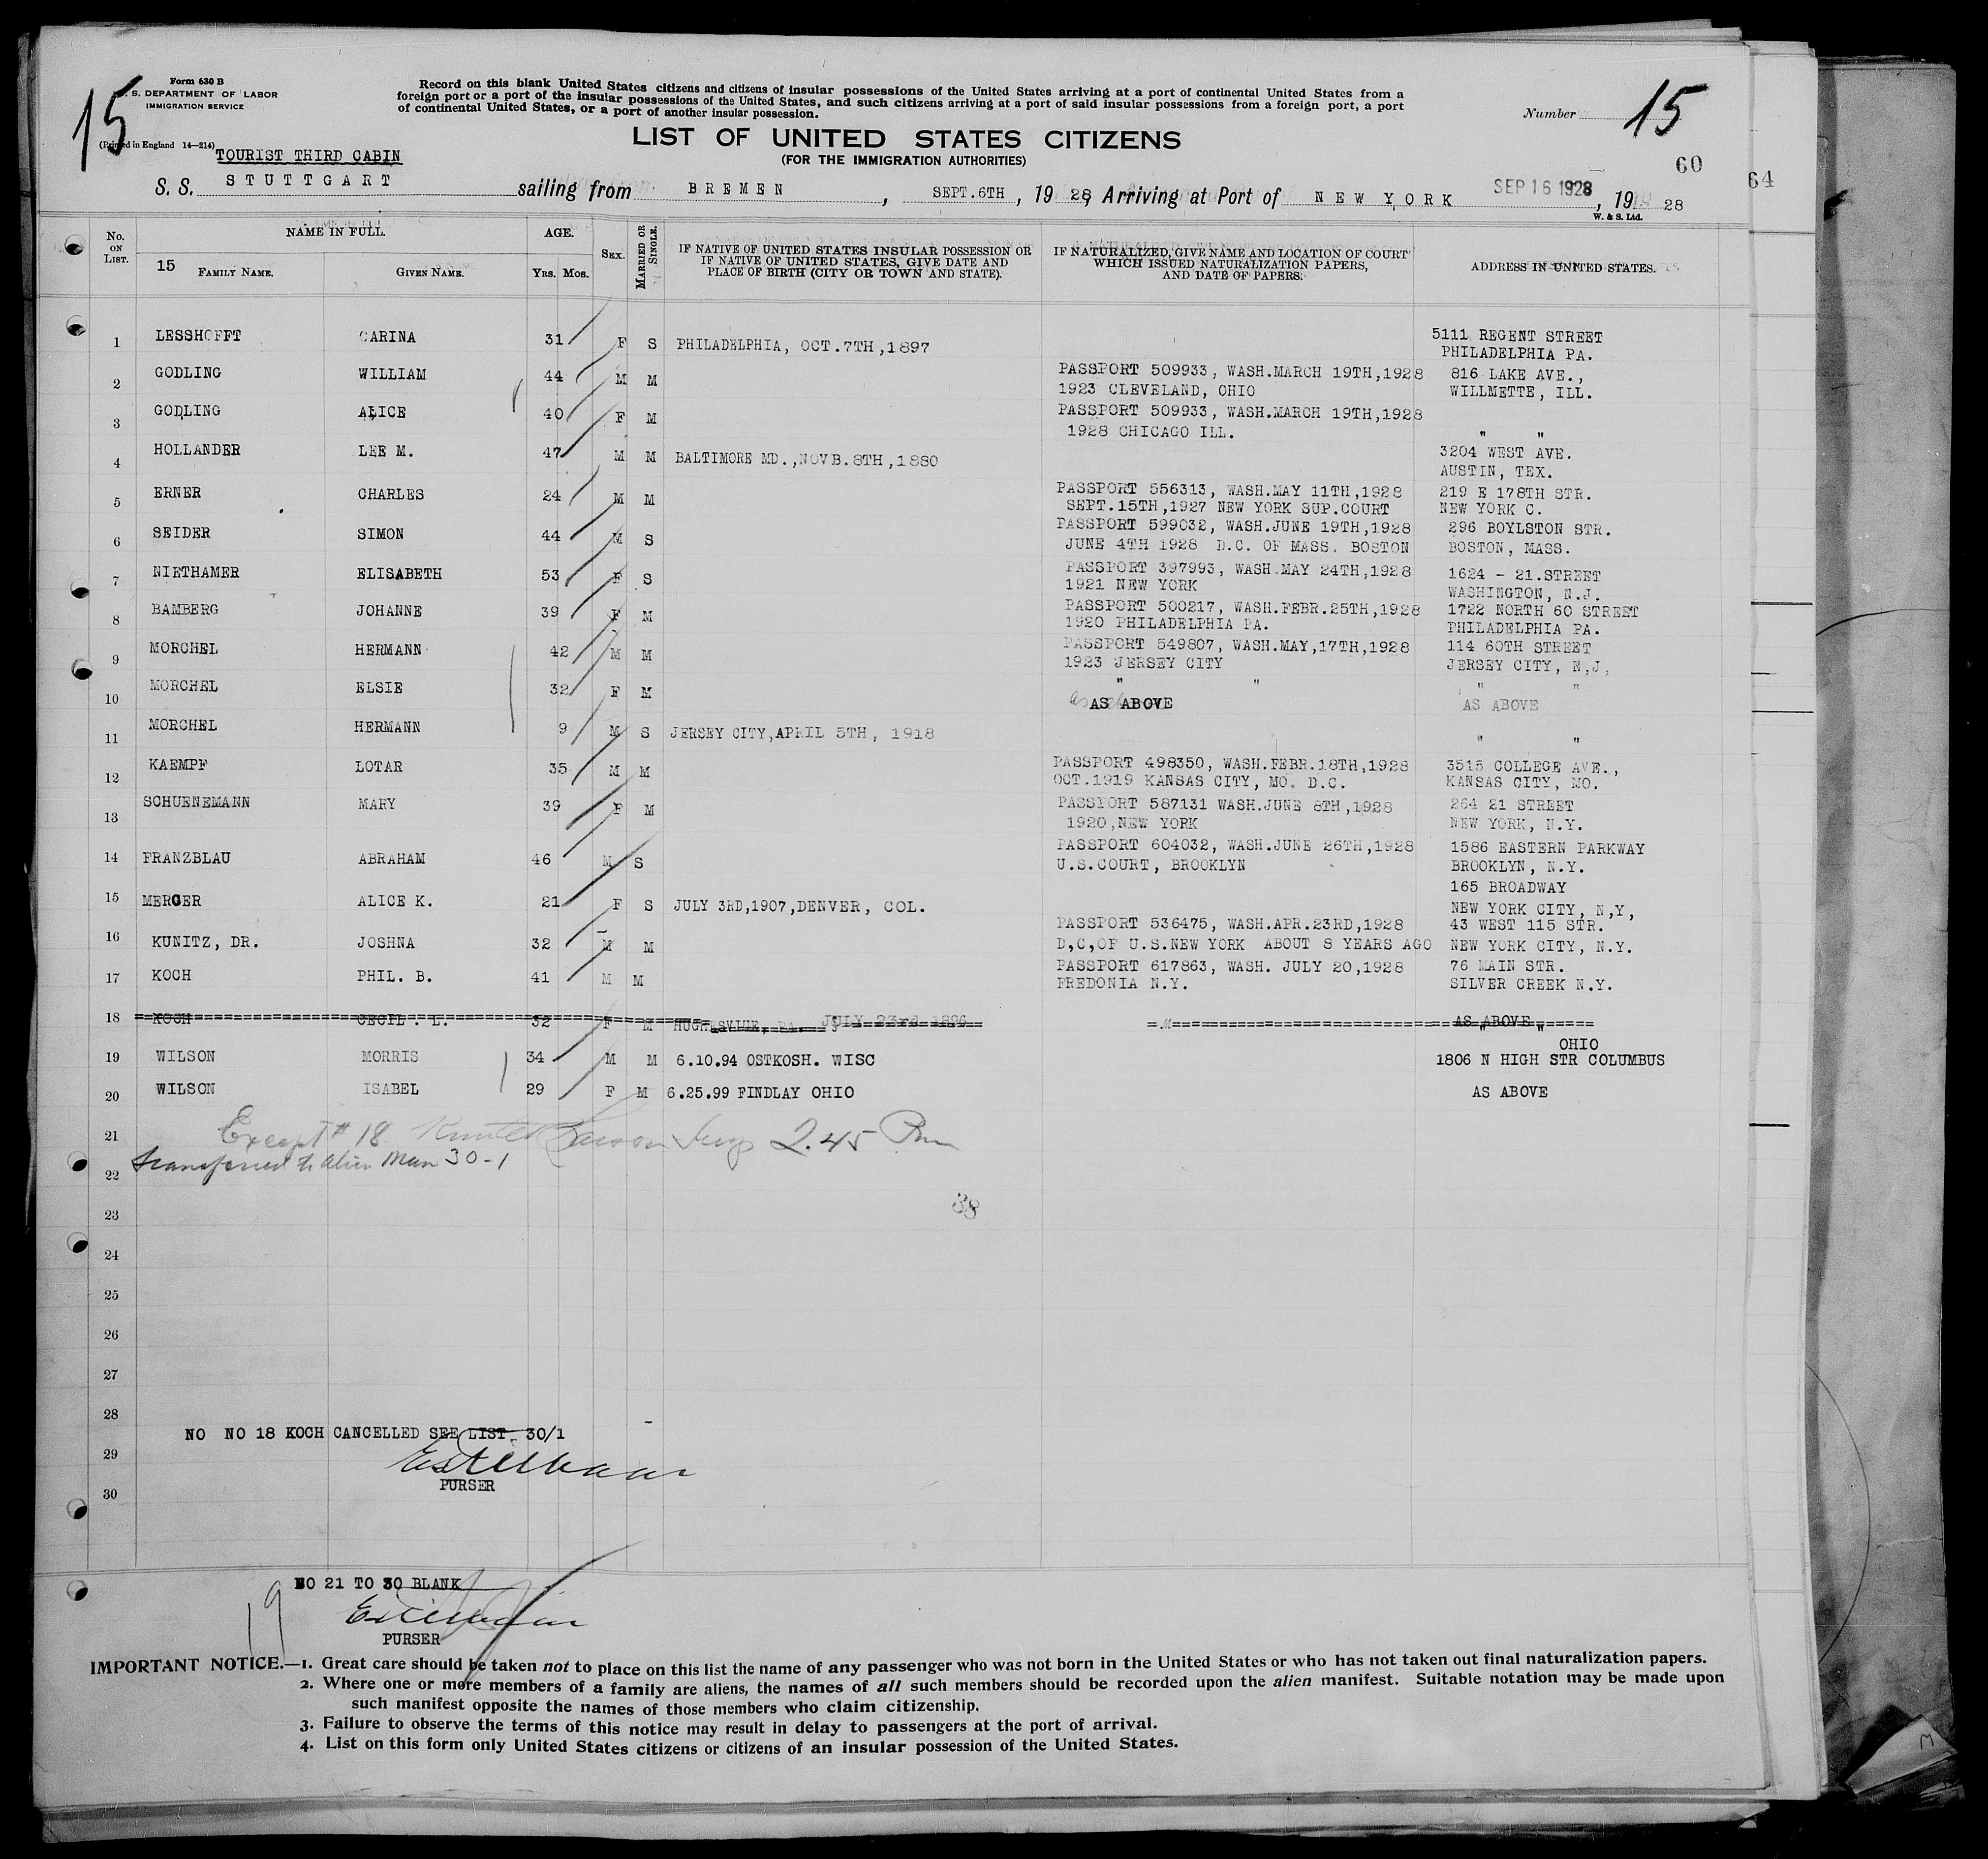 15
Form 630 B
S. DEPARTMENT OF LABOR
IMMIGRATION SERVICE
(Printed in England 14—214)
Record on this blank United States citizens and citizens of insular possessions of the United States arriving at a port of continental United States from a
foreign port or a port of the insular possessions of the United States, and such citizens arriving at a port of said insular possessions from a foreign port, a port
of continental United States, or a port of another insular possession.
Number 15
LIST OF UNITED STATES CITIZENS
(FOR THE IMMIGRATION AUTHORITIES)
60
64
TOURIST THIRD CABIN
S. S. STUTTGART sailing from BREMEN, SEPT.6TH, 1928, Arriving at Port of NEW YORK SEP 16 1928, 19 28
W. & S. Ltd.
No. ON LIST.
NAME IN FULL.
15 FAMILY NAME. GIVEN NAME.
AGE.
YRS. MOS.
SEX.
MARRIED OR SINGLE.
IF NATIVE OF UNITED STATES INSULAR POSSESSION OR
IF NATIVE OF UNITED STATES, GIVE DATE AND
PLACE OF BIRTH (CITY OR TOWN AND STATE).
IF NATURALIZED, GIVE NAME AND LOCATION OF COURT
WHICH ISSUED NATURALIZATION PAPERS,
AND DATE OF PAPERS.
ADDRESS IN UNITED STATES.
1 LESSHOFFT CARINA 31 F S PHILADELPHIA, OCT.7TH,1897 5111 REGENT STREET
PHILADELPHIA PA.
2 GODLING WILLIAM 44 M M PASSPORT 509933, WASH.MARCH 19TH,1928 816 LAKE AVE.,
1923 CLEVELAND, OHIO WILLMETTE, ILL.
3 GODLING ALICE 40 F M PASSPORT 509933, WASH.MARCH 19TH,1928
1928 CHICAGO ILL. " "
4 HOLLANDER LEE M. 47 M M BALTIMORE MD.,NOVB.8TH,1880 3204 WEST AVE.
AUSTIN, TEX.
5 ERNER CHARLES 24 M M PASSPORT 556313, WASH.MAY 11TH,1928 219 E 178TH STR.
SEPT.15TH,1927 NEW YORK SUP.COURT NEW YORK C.
6 SEIDER SIMON 44 M S PASSPORT 599032, WASH.JUNE 19TH,1928 296 BOYLSTON STR.
JUNE 4TH 1928 D.C. OF MASS. BOSTON BOSTON, MASS.
7 NIETHAMER ELISABETH 53 F S PASSPORT 397993, WASH.MAY 24TH,1928 1624 - 21.STREET
1921 NEW YORK WASHINGTON, N.J.
8 BAMBERG JOHANNE 39 F M PASSPORT 500217, WASH.FEBR.25TH,1928 1722 NORTH 60 STREET
1920 PHILADELPHIA PA. PHILADELPHIA PA.
9 MORCHEL HERMANN 42 M M PASSPORT 549807, WASH.MAY,17TH,1928 114 60TH STREET
1923 JERSEY CITY JERSEY CITY, N,J,
10 MORCHEL ELSIE 32 F M " " " "
AS ABOVE AS ABOVE
11 MORCHEL HERMANN 9 M S JERSEY CITY,APRIL 5TH, 1918 " "
12 KAEMPF LOTAR 35 M M PASSPORT 498350, WASH.FEBR.18TH,1928 3515 COLLEGE AVE.,
OCT.1919 KANSAS CITY, MO. D.C. KANSAS CITY, MO.
13 SCHUENEMANN MARY 39 F M PASSPORT 587131 WASH.JUNE 8TH,1928 264 21 STREET
1920,NEW YORK NEW YORK, N.Y.
14 FRANZBLAU ABRAHAM 46 M S PASSPORT 604032, WASH.JUNE 26TH,1928 1586 EASTERN PARKWAY
U.S.COURT, BROOKLYN BROOKLYN, N.Y.
15 MERGER ALICE K. 21 F S JULY 3RD,1907,DENVER, COL. 165 BROADWAY
NEW YORK CITY, N,Y,
16 KUNITZ, DR. JOSHNA 32 M M PASSPORT 536475, WASH.APR.23RD,1928 43 WEST 115 STR.
D,C,OF U.S.NEW YORK ABOUT 8 YEARS AGO NEW YORK CITY, N.Y.
17 KOCH PHIL. B. 41 M M PASSPORT 617863, WASH. JULY 20,1928 76 MAIN STR.
FREDONIA N.Y. SILVER CREEK N.Y.
18 KOCH CECIL . L. 32 F M HUGHESVILLE, PA. JULY 23rd 1896 AS ABOVE
19 WILSON MORRIS 34 M M 6.10.94 OSTKOSH. WISC OHIO
1806 N HIGH STR COLUMBUS
20 WILSON ISABEL 29 F M 6.25.99 FINDLAY OHIO AS ABOVE
21 Except # 18 Larson Insp 2.45 Pm
transferred to alien Man 30-1
22
23 38
24
25
26
27
28
NO NO 18 KOCH CANCELLED SEE LIST. 30/1
29
PURSER
30
NO 21 TO 30 BLANK
19
PURSER
IMPORTANT NOTICE.—1. Great care should be taken not to place on this list the name of any passenger who was not born in the United States or who has not taken out final naturalization papers.
2. Where one or more members of a family are aliens, the names of all such members should be recorded upon the alien manifest. Suitable notation may be made upon
such manifest opposite the names of those members who claim citizenship.
3. Failure to observe the terms of this notice may result in delay to passengers at the port of arrival.
4. List on this form only United States citizens or citizens of an insular possession of the United States.